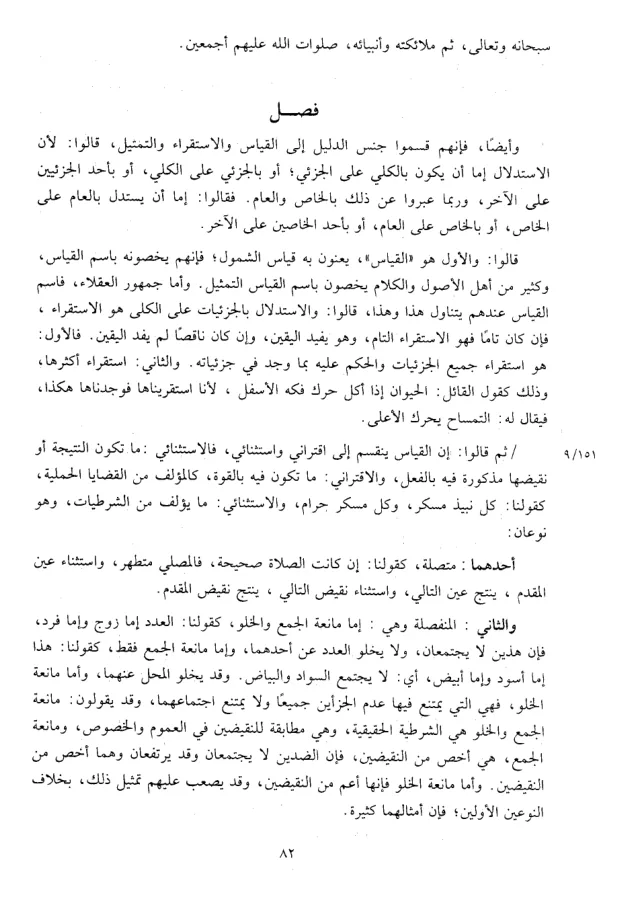 سبحانه وتعالى، ثم ملائكته وأنبيائه، صلوات الله عليهم أجمعين.
فصـــل
وأيضًا، فإنهم قسموا جنس الدليل إلى القياس والاستقراء والتمثيل، قالوا: لأن
الاستدلال إما أن يكون بالكلي على الجزئي؛ أو بالجزئي على الكلي، أو بأحد الجزئيين
على الآخر، وربما عبروا عن ذلك بالخاص والعام. فقالوا: إما أن يستدل بالعام على
الخاص، أو بالخاص على العام، أو بأحد الخاصين على الآخر.
قالوا: والأول هو «القياس»، يعنون به قياس الشمول؛ فإنهم يخصونه باسم القياس،
وكثير من أهل الأصول والكلام يخصون باسم القياس التمثيل. وأما جمهور العقلاء، فاسم
القياس عندهم يتناول هذا وهذا، قالوا: والاستدلال بالجزئيات على الكلى هو الاستقراء ،
فإن كان تامًا فهو الاستقراء التام، وهو يفيد اليقين، وإن كان ناقصًا لم يفد اليقين. فالأول:
هو استقراء جميع الجزئيات والحكم عليه بما وجد في جزئياته. والثاني: استقراء أكثرها،
وذلك كقول القائل: الحيوان إذا أكل حرك فكه الأسفل ، لأنا استقريناها فوجدناها هكذا،
فيقال له: التمساح يحرك الأعلى.
/ ثم قالوا: إن القياس ينقسم إلى اقتراني واستثنائي، فالاستثنائي :ما تكون النتيجة أو ٩/١٥١
نقيضها مذكورة فيه بالفعل، والاقتراني: ما تكون فيه بالقوة، كالمؤلف من القضايا الحملية،
كقولنا: كل نبيذ مسكر، وكل مسكر حرام، والاستثنائي: ما يؤلف من الشرطيات، وهو
نوعان:
أحدهما : متصلة، كقولنا: إن كانت الصلاة صحيحة، فالمصلي متطهر، واستثناء عين
المقدم ، ينتج عين التالي، واستثناء نقيض التالي ، ينتج نقيض المقدم.
والثاني : المنفصلة وهي : إما مانعة الجمع والخلو، كقولنا: العدد إما زوج وإما فرد،
فإن هذين لا يجتمعان، ولا يخلو العدد عن أحدهما، وإما مانعة الجمع فقط، كقولنا: هذا
إما أسود وإما أبيض، أي: لا يجتمع السواد والبياض. وقد يخلو المحل عنهما، وأما مانعة
الخلو، فهي التي يمتنع فيها عدم الجزأين جميعًا ولا يمتنع اجتماعهما، وقد يقولون: مانعة
الجمع والخلو هي الشرطية الحقيقية، وهي مطابقة للنقيضين في العموم والخصوص، ومانعة
الجمع، هي أخص من النقيضين، فإن الضدين لا يجتمعان وقد يرتفعان وهما أخص من
النقيضين. وأما مانعة الخلو فإنها أعم من النقيضين، وقد يصعب عليهم تمثيل ذلك، بخلاف
النوعين الأولين؛ فإن أمثالهما كثيرة.
٨٢